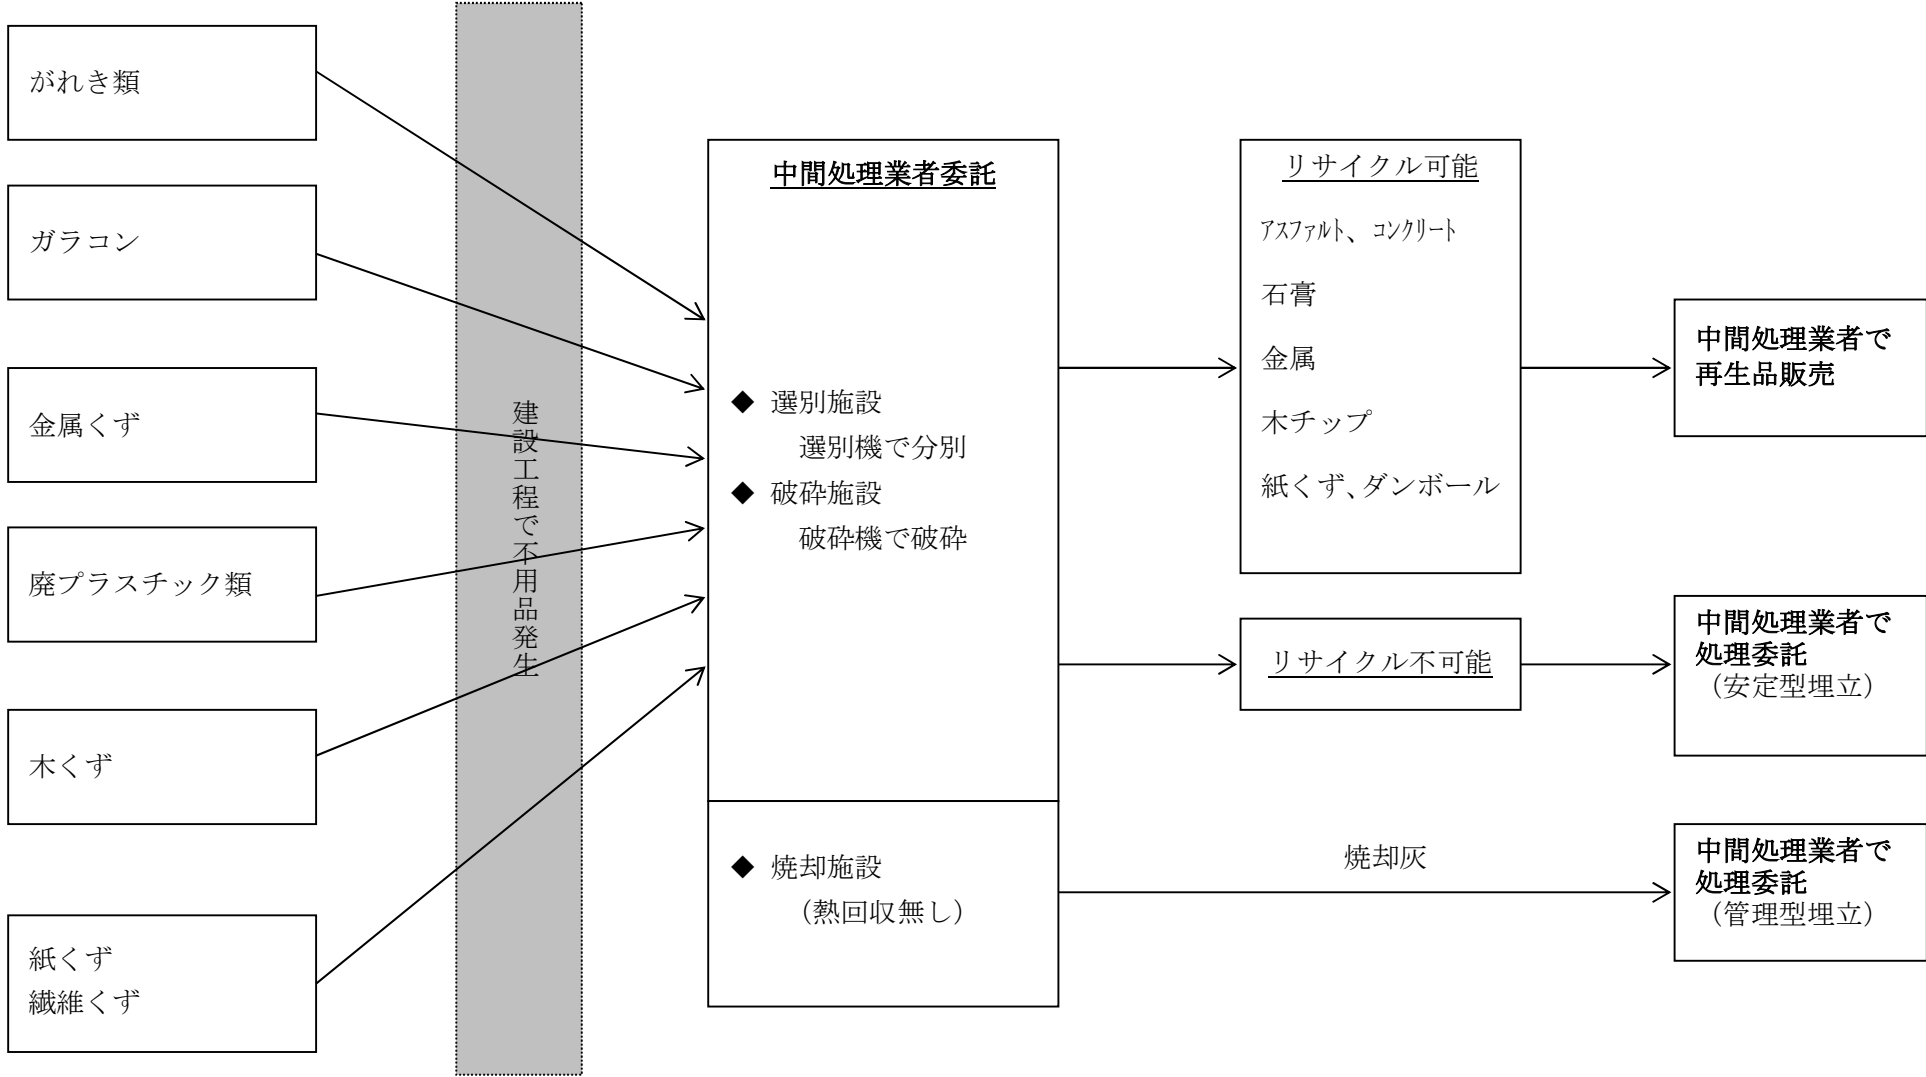 がれき類
ガラコン
金属くず
廃プラスチック類
木くず
紙くず
繊維くず
建設工程で不用品発生
中間処理業者委託
◆ 選別施設
選別機で分別
◆ 破砕施設
破砕機で破砕
◆ 焼却施設
（熱回収無し）
リサイクル可能
ｱｽﾌｧﾙﾄ、ｺﾝｸﾘｰﾄ
石膏
金属
木チップ
紙くず、ダンボール
リサイクル不可能
焼却灰
中間処理業者で
再生品販売
中間処理業者で
処理委託
（安定型埋立）
中間処理業者で
処理委託
（管理型埋立）